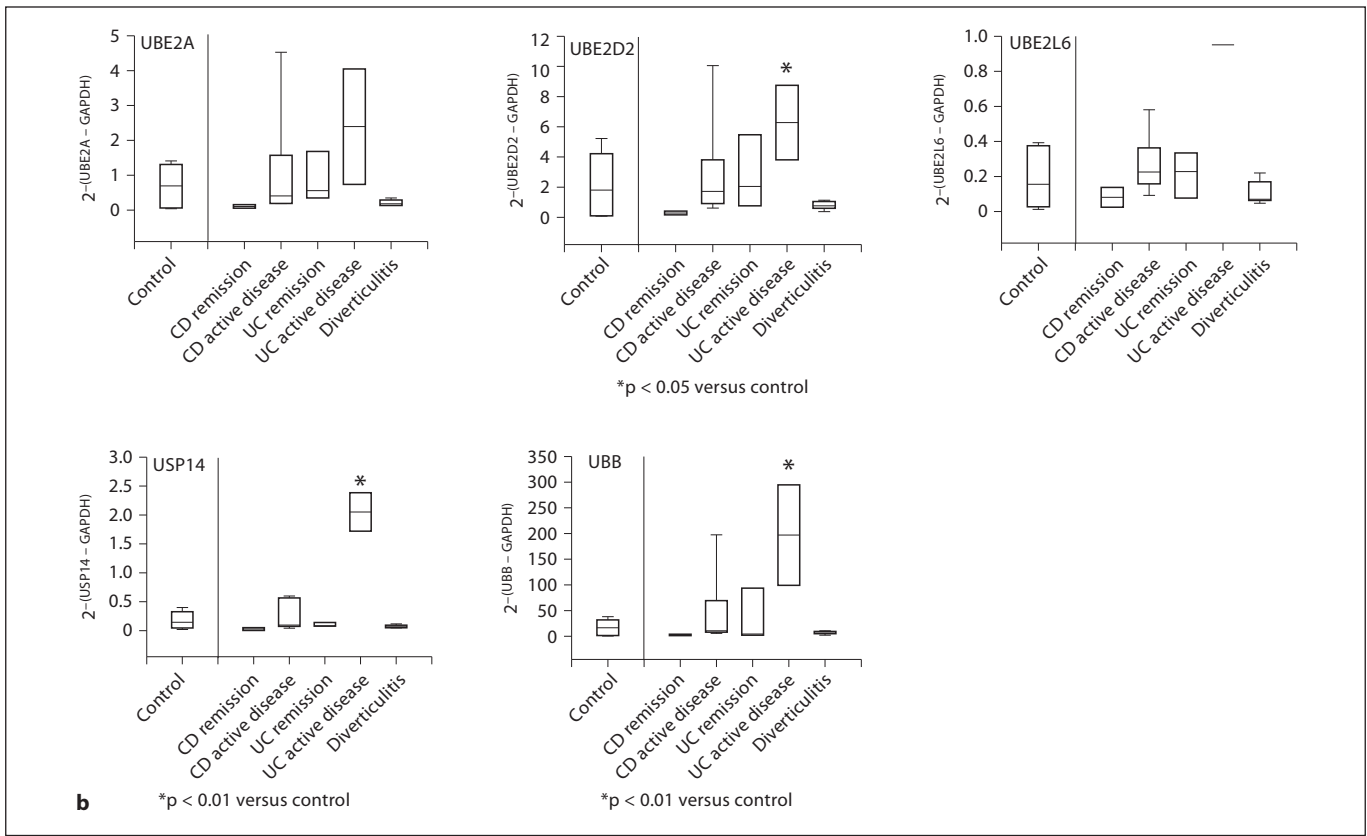 UBE2A
2–(UBE2A – GAPDH)
5
4
3
2
1
0
Control
CD remission
CD active disease
UC remission
UC active disease
Diverticulitis
UBE2D2
2–(UBE2D2 – GAPDH)
12
10
8
6
4
2
0
*
Control
CD remission
CD active disease
UC remission
UC active disease
Diverticulitis
*p < 0.05 versus control
UBE2L6
2–(UBE2L6 – GAPDH)
1.0
0.8
0.6
0.4
0.2
0
Control
CD remission
CD active disease
UC remission
UC active disease
Diverticulitis
USP14
2–(USP14 – GAPDH)
3.0
2.5
2.0
1.5
1.0
0.5
0
*
Control
CD remission
CD active disease
UC remission
UC active disease
Diverticulitis
*p < 0.01 versus control
UBB
2–(UBB – GAPDH)
350
300
250
200
150
100
50
0
*
Control
CD remission
CD active disease
UC remission
UC active disease
Diverticulitis
*p < 0.01 versus control
b